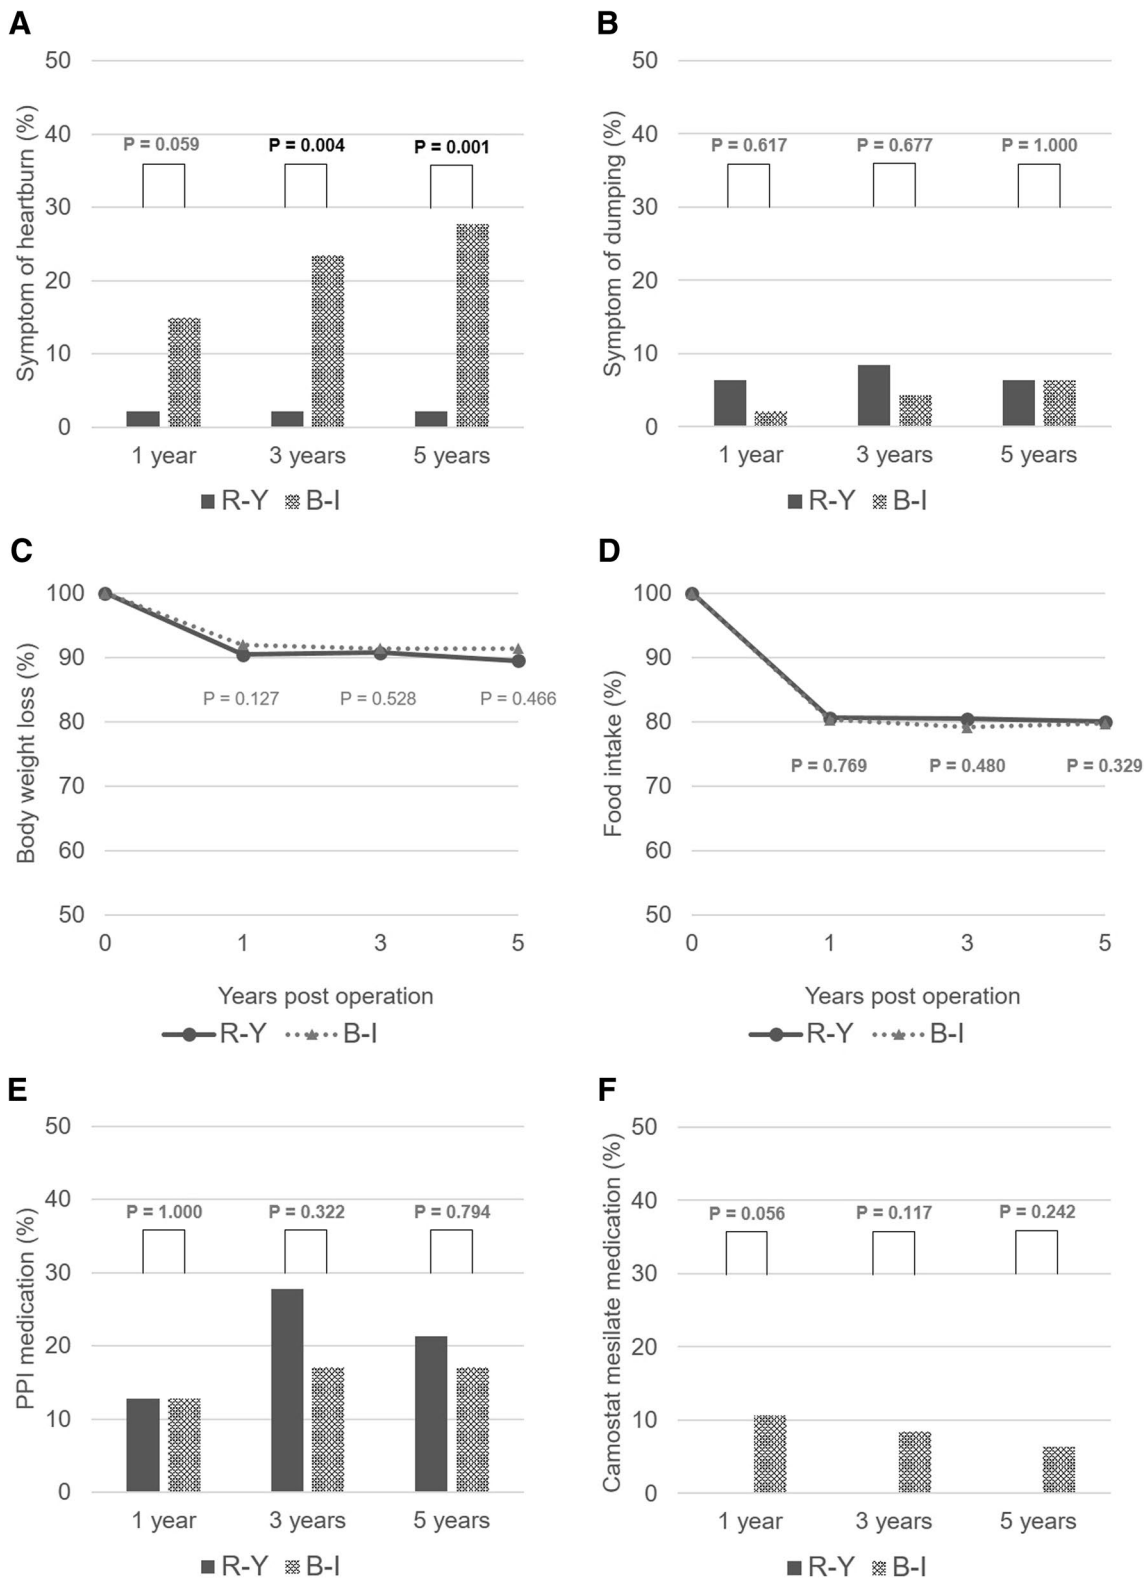 A
50
40
30
20
10
0
Symptom of heartburn (%)
P = 0.059
P = 0.004
P = 0.001
1 year
3 years
5 years
R-Y
B-I
B
50
40
30
20
10
0
Symptom of dumping (%)
P = 0.617
P = 0.677
P = 1.000
1 year
3 years
5 years
R-Y
B-I
C
100
90
80
70
60
50
Body weight loss (%)
P = 0.127
P = 0.528
P = 0.466
0
1
3
5
Years post operation
R-Y
B-I
D
100
90
80
70
60
50
Food intake (%)
P = 0.769
P = 0.480
P = 0.329
0
1
3
5
Years post operation
R-Y
B-I
E
50
40
30
20
10
0
PPI medication (%)
P = 1.000
P = 0.322
P = 0.794
1 year
3 years
5 years
R-Y
B-I
F
50
40
30
20
10
0
Camostat mesilate medication (%)
P = 0.056
P = 0.117
P = 0.242
1 year
3 years
5 years
R-Y
B-I